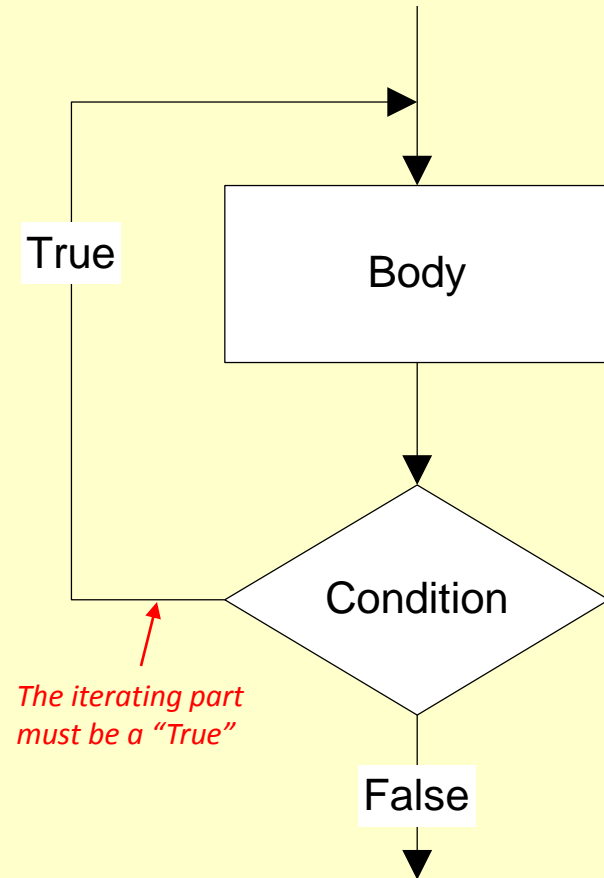 True
Body
Condition
The iterating part
must be a “True”
False